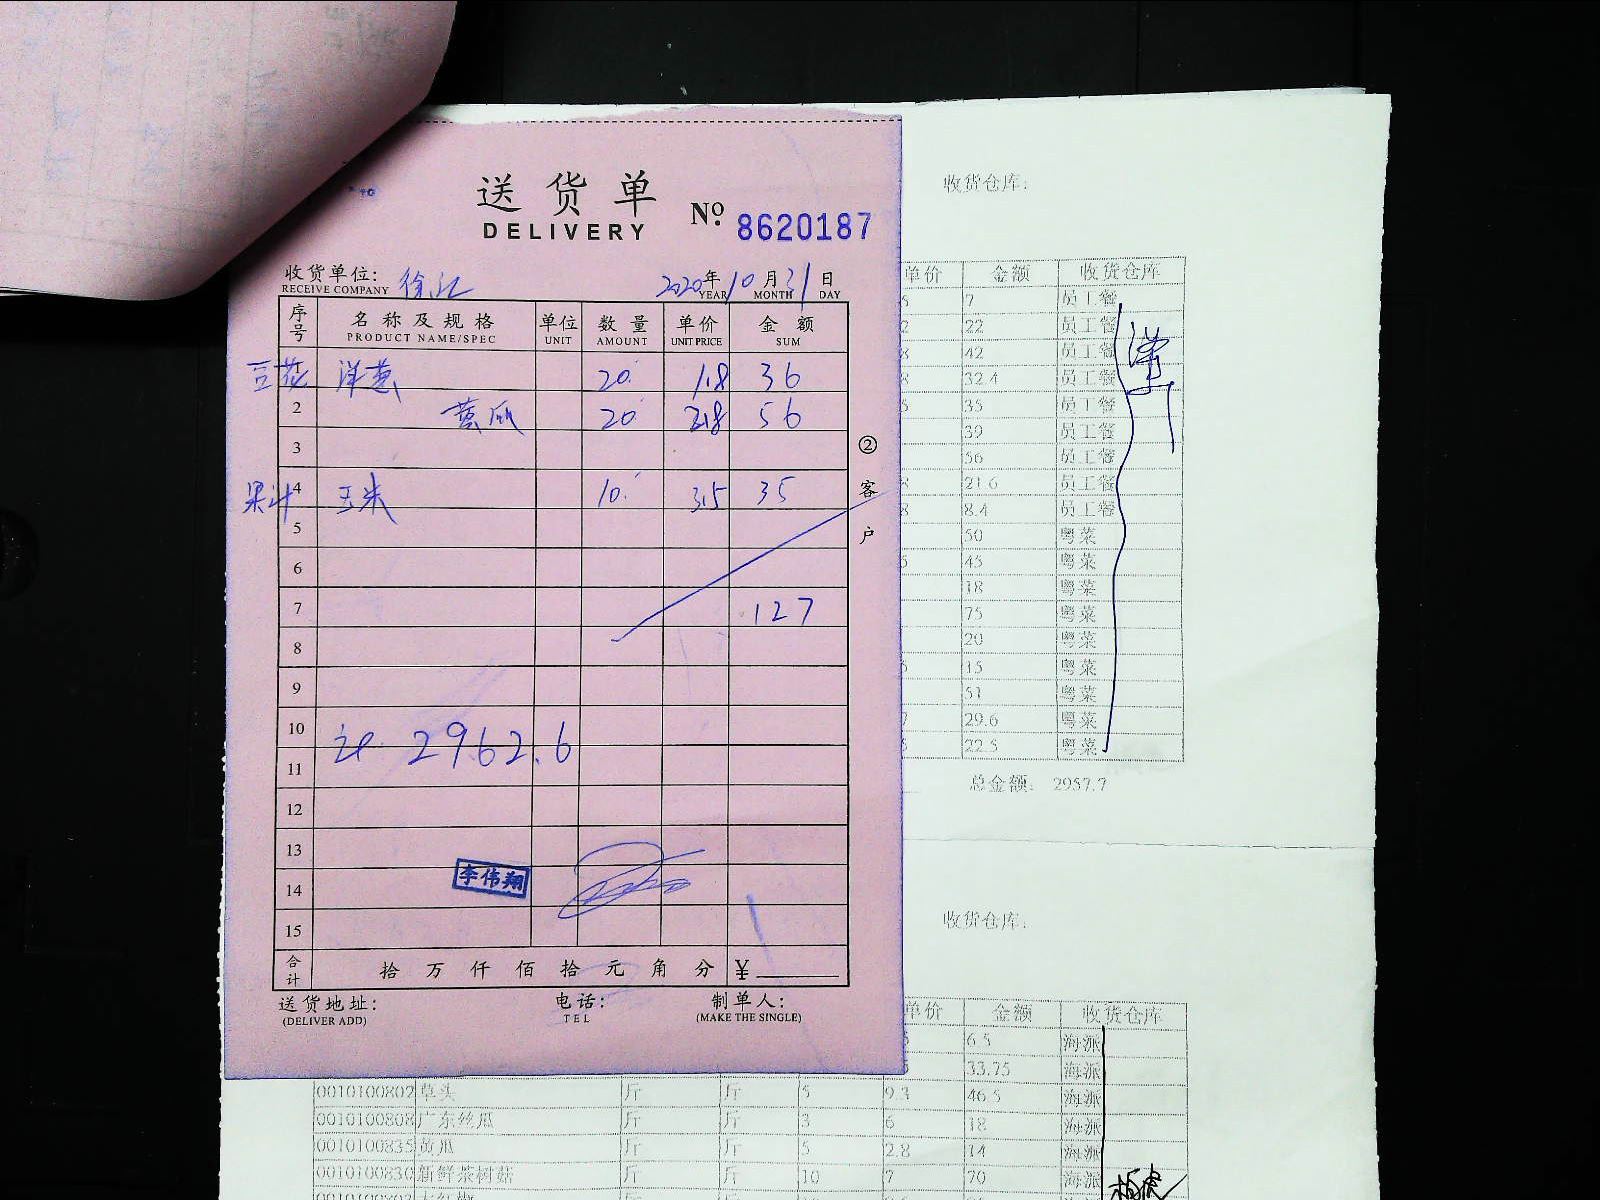 送货单
DELIVERY
No. 8620187
收货单位: 徐汇
RECEIVE COMPANY
2020年10月31日
YEAR MONTH DAY
序号 名称及规格 单位 数量 单价 金额
PRODUCT NAME/SPEC UNIT AMOUNT UNIT PRICE SUM
豆花 洋葱 20 1.8 36
2 黄瓜 20 2.8 56
3
果汁 4 玉米 10 3.5 35
5
6
7 127
8
9
10
计 2962.6
11
12
13
14 李伟翔
15
合计 拾 万 仟 佰 拾 元 角 分 ¥
送货地址: 电话: 制单人:
(DELIVER ADD) TEL (MAKE THE SINGLE)
②客户
收货仓库:
单价 金额 收货仓库
7 员工餐
22 员工餐
42 员工餐
32.4 员工餐
35 员工餐
39 员工餐
56 员工餐
21.6 员工餐
8.4 员工餐
50 粤菜
45 粤菜
18 粤菜
75 粤菜
20 粤菜
15 粤菜
51 粤菜
29.6 粤菜
22.5 粤菜
总金额: 2957.7
收货仓库:
单价 金额 收货仓库
6.5 海派
33.75 海派
0010100802 草头 斤 斤 5 9.3 46.5 海派
0010100808 广东丝瓜 斤 斤 3 6 18 海派
0010100835 黄瓜 斤 斤 5 2.8 14 海派
0010100830 新鲜茶树菇 斤 斤 10 7 70 海派